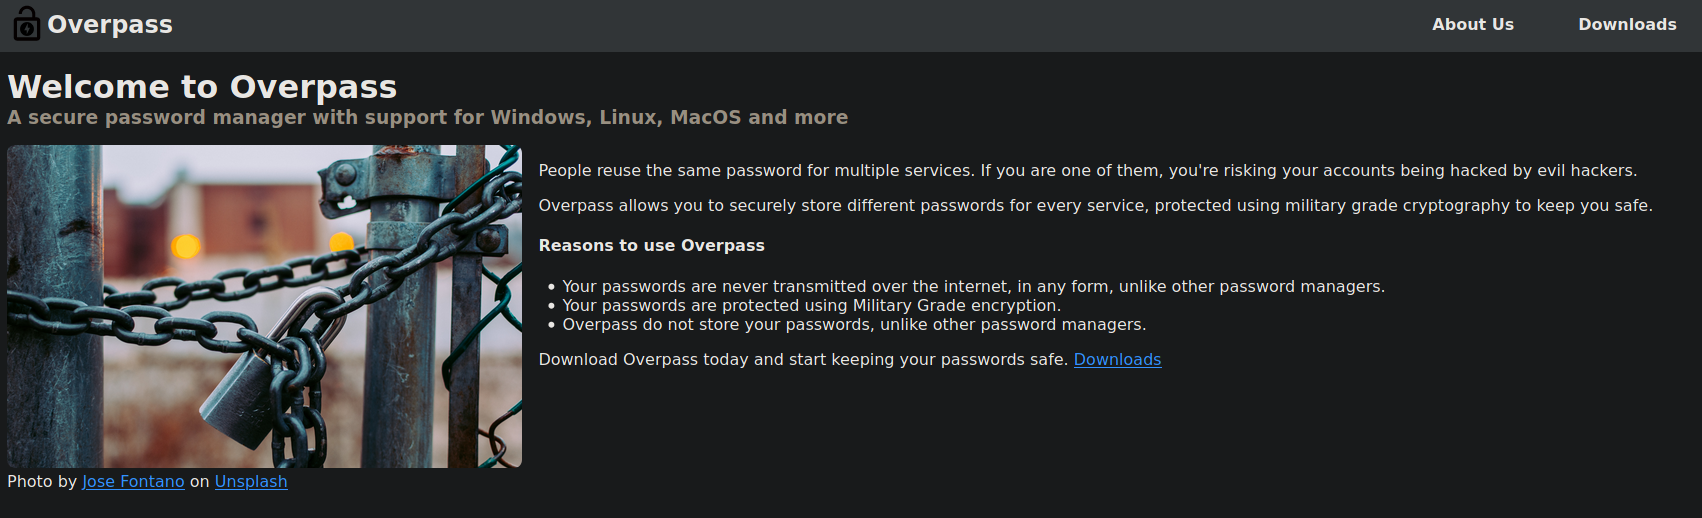 Overpass
About Us
Downloads
Welcome to Overpass
A secure password manager with support for Windows, Linux, MacOS and more
People reuse the same password for multiple services. If you are one of them, you're risking your accounts being hacked by evil hackers.
Overpass allows you to securely store different passwords for every service, protected using military grade cryptography to keep you safe.
Reasons to use Overpass
• Your passwords are never transmitted over the internet, in any form, unlike other password managers.
• Your passwords are protected using Military Grade encryption.
• Overpass do not store your passwords, unlike other password managers.
Download Overpass today and start keeping your passwords safe. Downloads
Photo by Jose Fontano on Unsplash